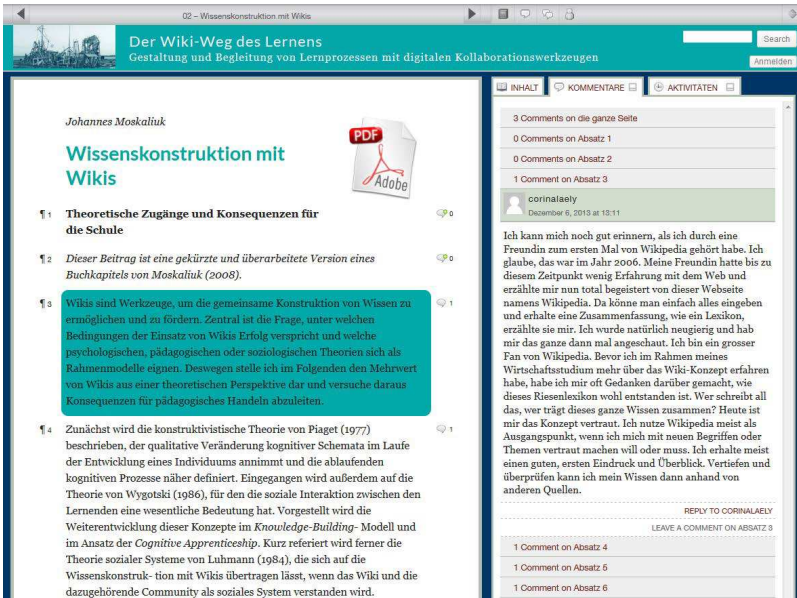 02 – Wissenskonstruktion mit Wikis
Der Wiki-Weg des Lernens
Gestaltung und Begleitung von Lernprozessen mit digitalen Kollaborationswerkzeugen
Search
Anmelden
Johannes Moskaliuk
Wissenskonstruktion mit
Wikis
PDF
Adobe
¶ 1 Theoretische Zugänge und Konsequenzen für
die Schule
0
¶ 2 Dieser Beitrag ist eine gekürzte und überarbeitete Version eines
Buchkapitels von Moskaliuk (2008).
0
¶ 3 Wikis sind Werkzeuge, um die gemeinsame Konstruktion von Wissen zu
ermöglichen und zu fördern. Zentral ist die Frage, unter welchen
Bedingungen der Einsatz von Wikis Erfolg verspricht und welche
psychologischen, pädagogischen oder soziologischen Theorien sich als
Rahmenmodelle eignen. Deswegen stelle ich im Folgenden den Mehrwert
von Wikis aus einer theoretischen Perspektive dar und versuche daraus
Konsequenzen für pädagogisches Handeln abzuleiten.
1
¶ 4 Zunächst wird die konstruktivistische Theorie von Piaget (1977)
beschrieben, der qualitative Veränderung kognitiver Schemata im Laufe
der Entwicklung eines Individuums annimmt und die ablaufenden
kognitiven Prozesse näher definiert. Eingegangen wird außerdem auf die
Theorie von Wygotski (1986), für den die soziale Interaktion zwischen den
Lernenden eine wesentliche Bedeutung hat. Vorgestellt wird die
Weiterentwicklung dieser Konzepte im Knowledge-Building- Modell und
im Ansatz der Cognitive Apprenticeship. Kurz referiert wird ferner die
Theorie sozialer Systeme von Luhmann (1984), die sich auf die
Wissenskonstruk- tion mit Wikis übertragen lässt, wenn das Wiki und die
dazugehörende Community als soziales System verstanden wird.
1
INHALT
KOMMENTARE
AKTIVITÄTEN
3 Comments on die ganze Seite
0 Comments on Absatz 1
0 Comments on Absatz 2
1 Comment on Absatz 3
corinalaely
Dezember 6, 2013 at 13:11
Ich kann mich noch gut erinnern, als ich durch eine
Freundin zum ersten Mal von Wikipedia gehört habe. Ich
glaube, das war im Jahr 2006. Meine Freundin hatte bis zu
diesem Zeitpunkt wenig Erfahrung mit dem Web und
erzählte mir nun total begeistert von dieser Webseite
namens Wikipedia. Da könne man einfach alles eingeben
und erhalte eine Zusammenfassung, wie ein Lexikon,
erzählte sie mir. Ich wurde natürlich neugierig und hab
mir das ganze dann mal angeschaut. Ich bin ein grosser
Fan von Wikipedia. Bevor ich im Rahmen meines
Wirtschaftsstudium mehr über das Wiki-Konzept erfahren
habe, habe ich mir oft Gedanken darüber gemacht, wie
dieses Riesenlexikon wohl entstanden ist. Wer schreibt all
das, wer trägt dieses ganze Wissen zusammen? Heute ist
mir das Konzept vertraut. Ich nutze Wikipedia meist als
Ausgangspunkt, wenn ich mich mit neuen Begriffen oder
Themen vertraut machen will oder muss. Ich erhalte meist
einen guten, ersten Eindruck und Überblick. Vertiefen und
überprüfen kann ich mein Wissen dann anhand von
anderen Quellen.
REPLY TO CORINALAELY
LEAVE A COMMENT ON ABSATZ 3
1 Comment on Absatz 4
1 Comment on Absatz 5
1 Comment on Absatz 6